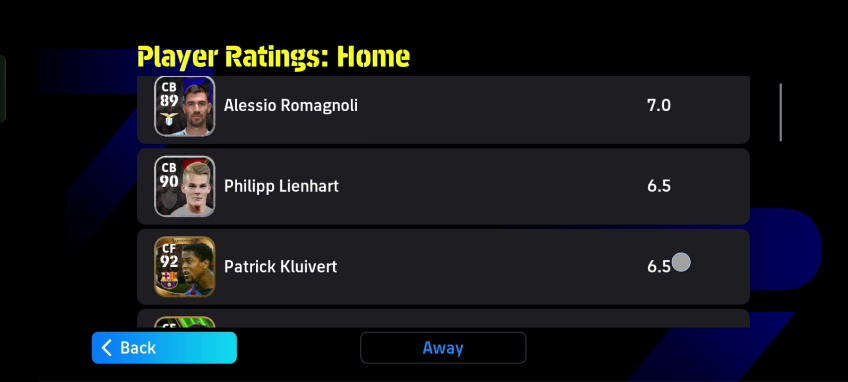 Player Ratings: Home
CB
89
Alessio Romagnoli
7.0
CB
90
Philipp Lienhart
6.5
CF
92
Patrick Kluivert
6.5
Back
Away